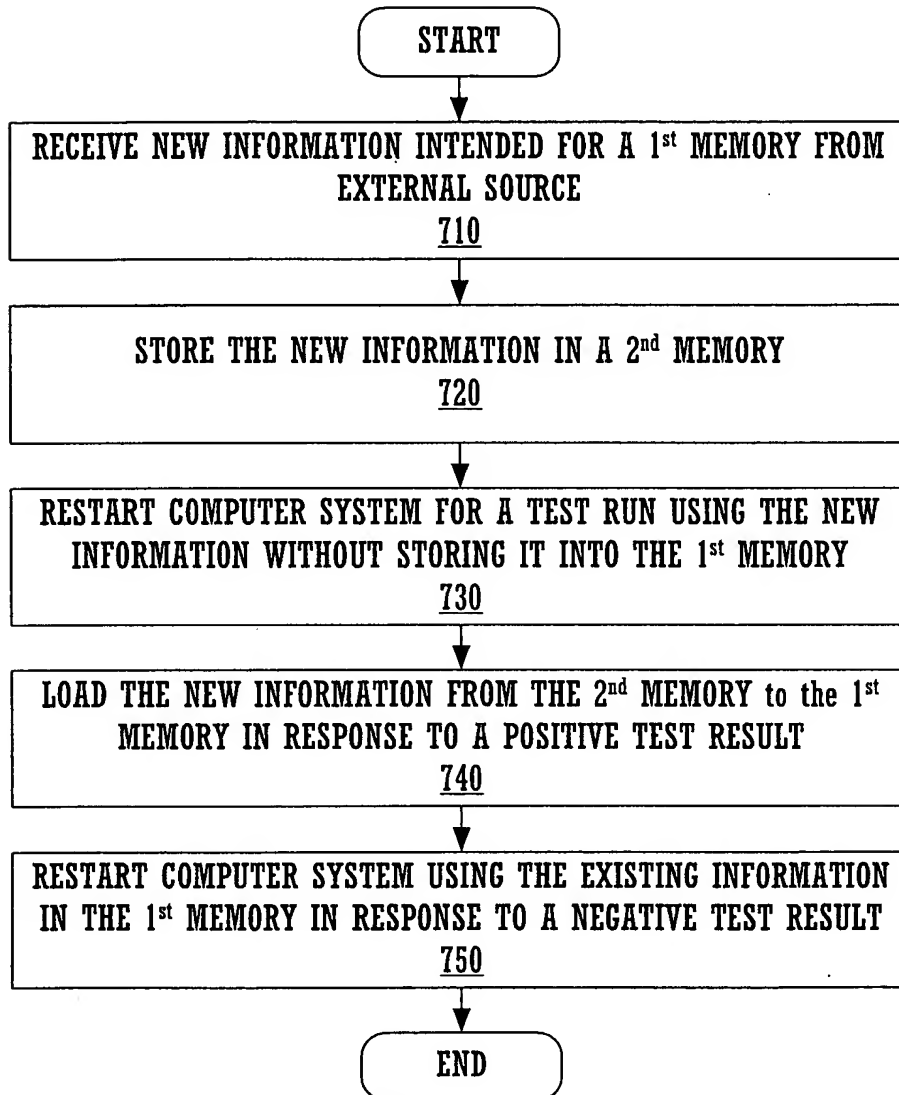 START
RECEIVE NEW INFORMATION INTENDED FOR A 1st MEMORY FROM
EXTERNAL SOURCE
710
STORE THE NEW INFORMATION IN A 2nd MEMORY
720
RESTART COMPUTER SYSTEM FOR A TEST RUN USING THE NEW
INFORMATION WITHOUT STORING IT INTO THE 1st MEMORY
730
LOAD THE NEW INFORMATION FROM THE 2nd MEMORY to the 1st
MEMORY IN RESPONSE TO A POSITIVE TEST RESULT
740
RESTART COMPUTER SYSTEM USING THE EXISTING INFORMATION
IN THE 1st MEMORY IN RESPONSE TO A NEGATIVE TEST RESULT
750
END